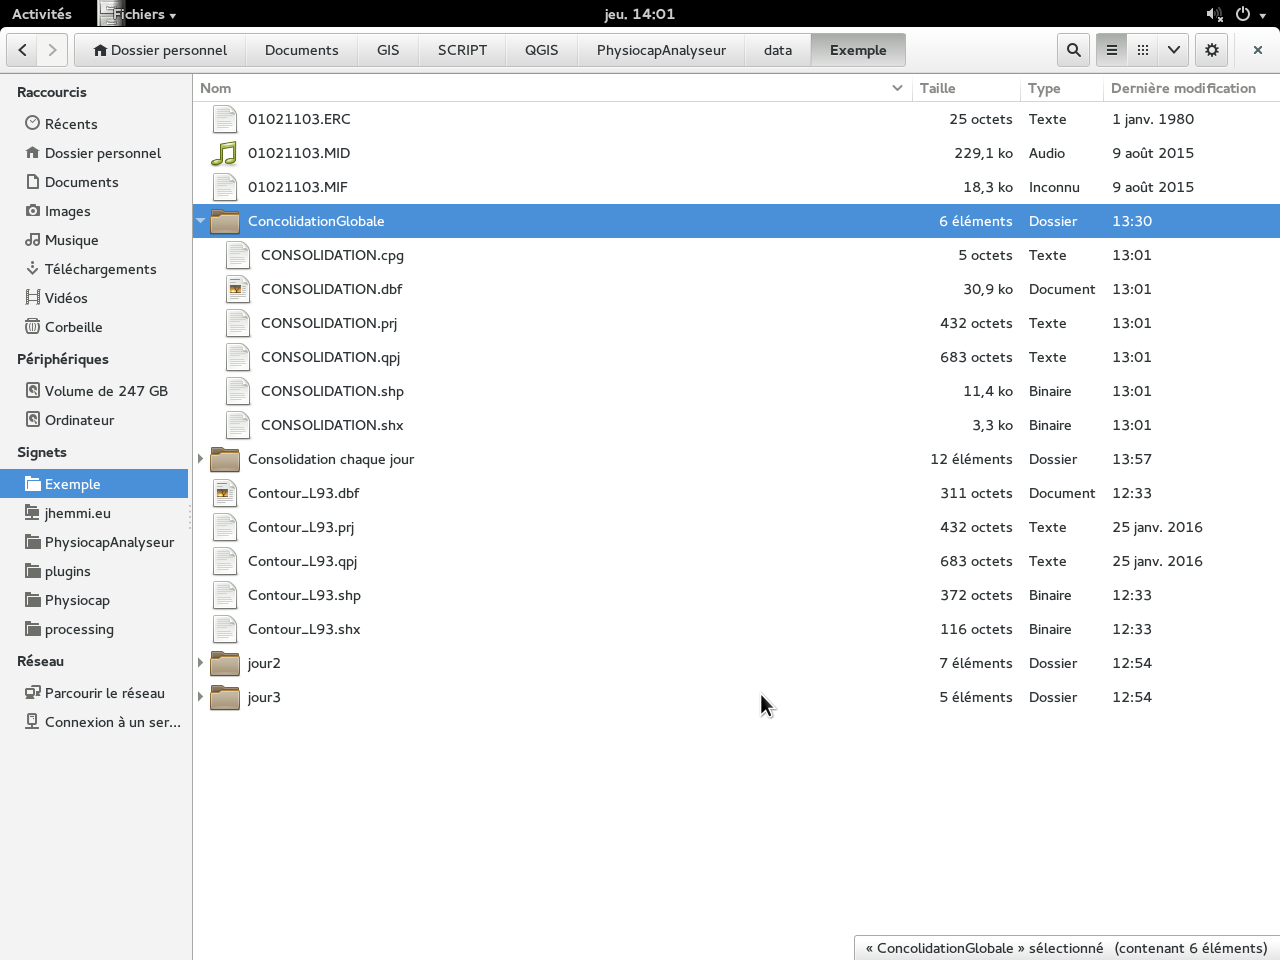 Activités Fichiers jeu. 14:01
Dossier personnel Documents GIS SCRIPT QGIS PhysiocapAnalyseur data Exemple
Raccourcis
Récents
Dossier personnel
Documents
Images
Musique
Téléchargements
Vidéos
Corbeille
Périphériques
Volume de 247 GB
Ordinateur
Signets
Exemple
jhemmi.eu
PhysiocapAnalyseur
plugins
Physiocap
processing
Réseau
Parcourir le réseau
Connexion à un ser...
Nom Taille Type Dernière modification
01021103.ERC 25 octets Texte 1 janv. 1980
01021103.MID 229,1 ko Audio 9 août 2015
01021103.MIF 18,3 ko Inconnu 9 août 2015
ConcolidationGlobale 6 éléments Dossier 13:30
CONSOLIDATION.cpg 5 octets Texte 13:01
CONSOLIDATION.dbf 30,9 ko Document 13:01
CONSOLIDATION.prj 432 octets Texte 13:01
CONSOLIDATION.qpj 683 octets Texte 13:01
CONSOLIDATION.shp 11,4 ko Binaire 13:01
CONSOLIDATION.shx 3,3 ko Binaire 13:01
Consolidation chaque jour 12 éléments Dossier 13:57
Contour_L93.dbf 311 octets Document 12:33
Contour_L93.prj 432 octets Texte 25 janv. 2016
Contour_L93.qpj 683 octets Texte 25 janv. 2016
Contour_L93.shp 372 octets Binaire 12:33
Contour_L93.shx 116 octets Binaire 12:33
jour2 7 éléments Dossier 12:54
jour3 5 éléments Dossier 12:54
« ConcolidationGlobale » sélectionné (contenant 6 éléments)